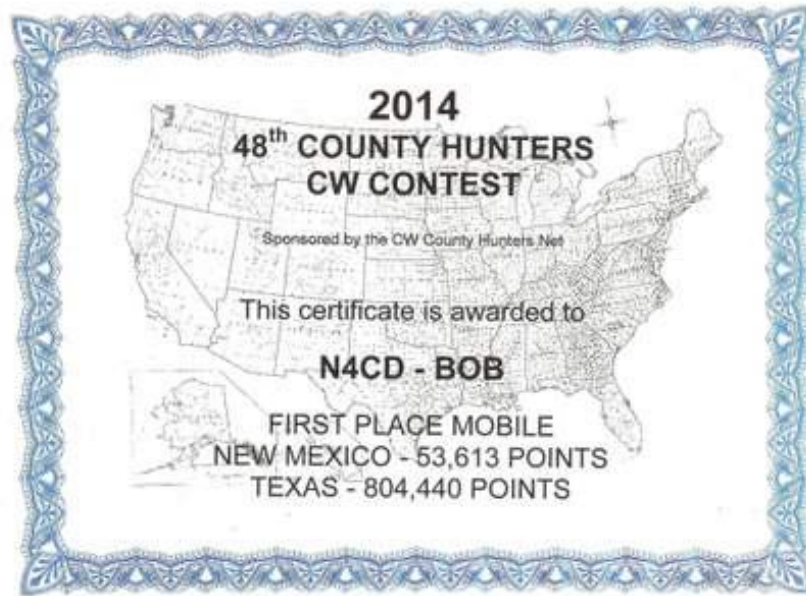 2014
48th COUNTY HUNTERS
CW CONTEST
Sponsored by the CW County Hunters Net
This certificate is awarded to
N4CD - BOB
FIRST PLACE MOBILE
NEW MEXICO - 53,613 POINTS
TEXAS - 804,440 POINTS